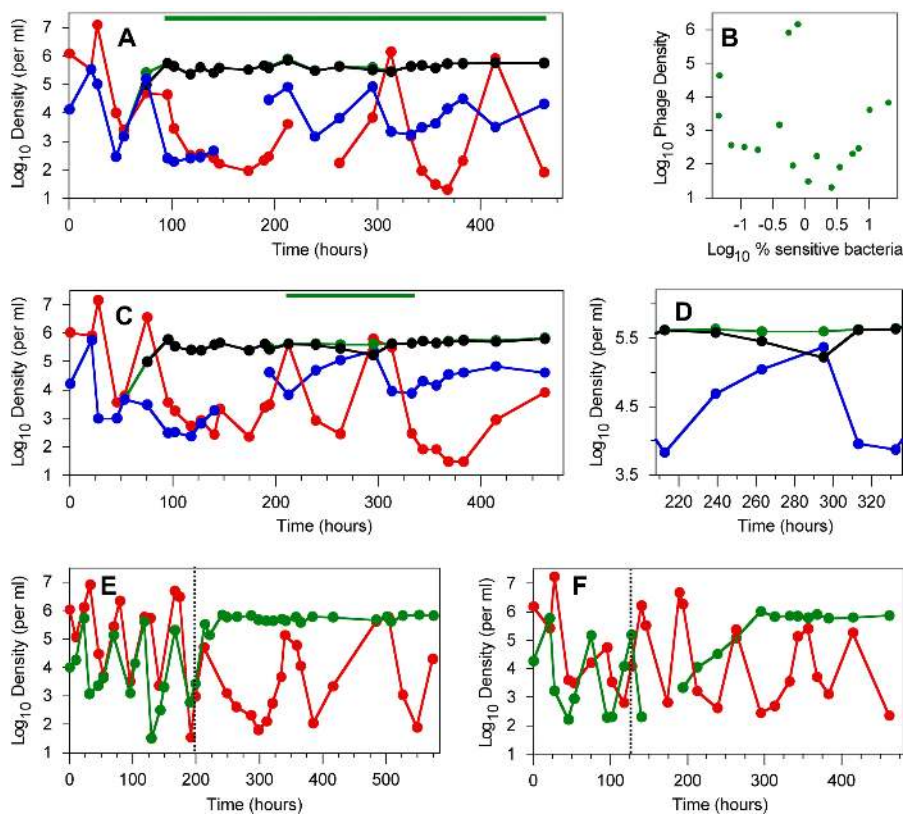 A
Log10 Density (per ml)
7
6
5
4
3
2
1
0 100 200 300 400
Time (hours)
B
Log10 Phage Density
6
5
4
3
2
1
-1 -0.5 0 0.5 1
Log10 % sensitive bacteria
C
Log10 Density (per ml)
7
6
5
4
3
2
1
0 100 200 300 400
Time (hours)
D
Log10 Density (per ml)
5.5
4.5
3.5
220 240 260 280 300 320
Time (hours)
E
Log10 Density (per ml)
7
6
5
4
3
2
1
0 100 200 300 400 500
Time (hours)
F
Log10 Density (per ml)
7
6
5
4
3
2
1
0 100 200 300 400
Time (hours)